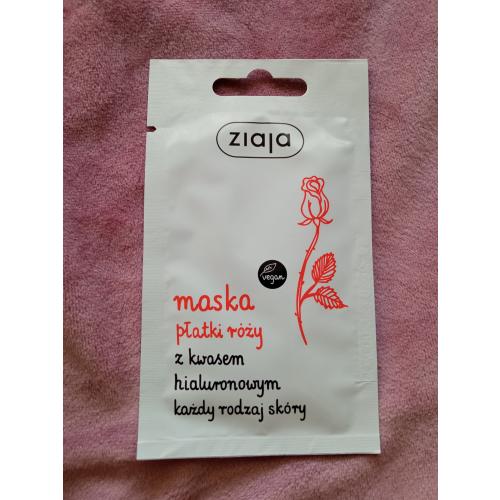 ziaja
vegan
maska
płatki róży
z kwasem
hialuronowym
każdy rodzaj skóry